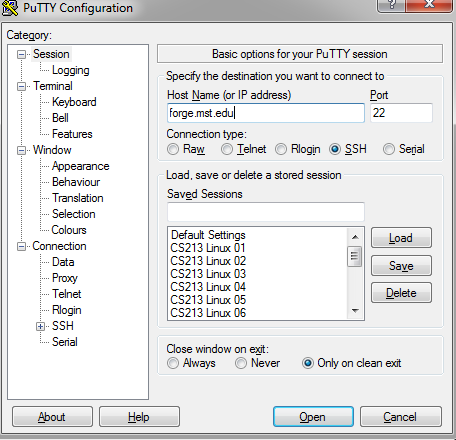 PuTTY Configuration
?
Category:
Session
Logging
Terminal
Keyboard
Bell
Features
Window
Appearance
Behaviour
Translation
Selection
Colours
Connection
Data
Proxy
Telnet
Rlogin
SSH
Serial
Basic options for your PuTTY session
Specify the destination you want to connect to
Host Name (or IP address) Port
forge.mst.edu 22
Connection type:
Raw Telnet Rlogin SSH Serial
Load, save or delete a stored session
Saved Sessions
Default Settings
CS213 Linux 01
CS213 Linux 02
CS213 Linux 03
CS213 Linux 04
CS213 Linux 05
CS213 Linux 06
Load
Save
Delete
Close window on exit:
Always Never Only on clean exit
About Help Open Cancel